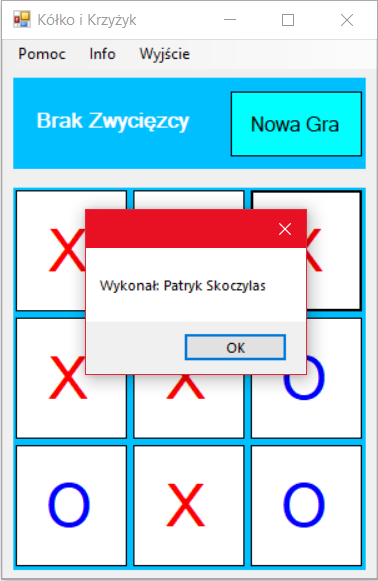 Kółko i Krzyżyk
Pomoc Info Wyjście
Brak Zwycięzcy
Nowa Gra
X X
Wykonał: Patryk Skoczylas
OK
X X O
O X O